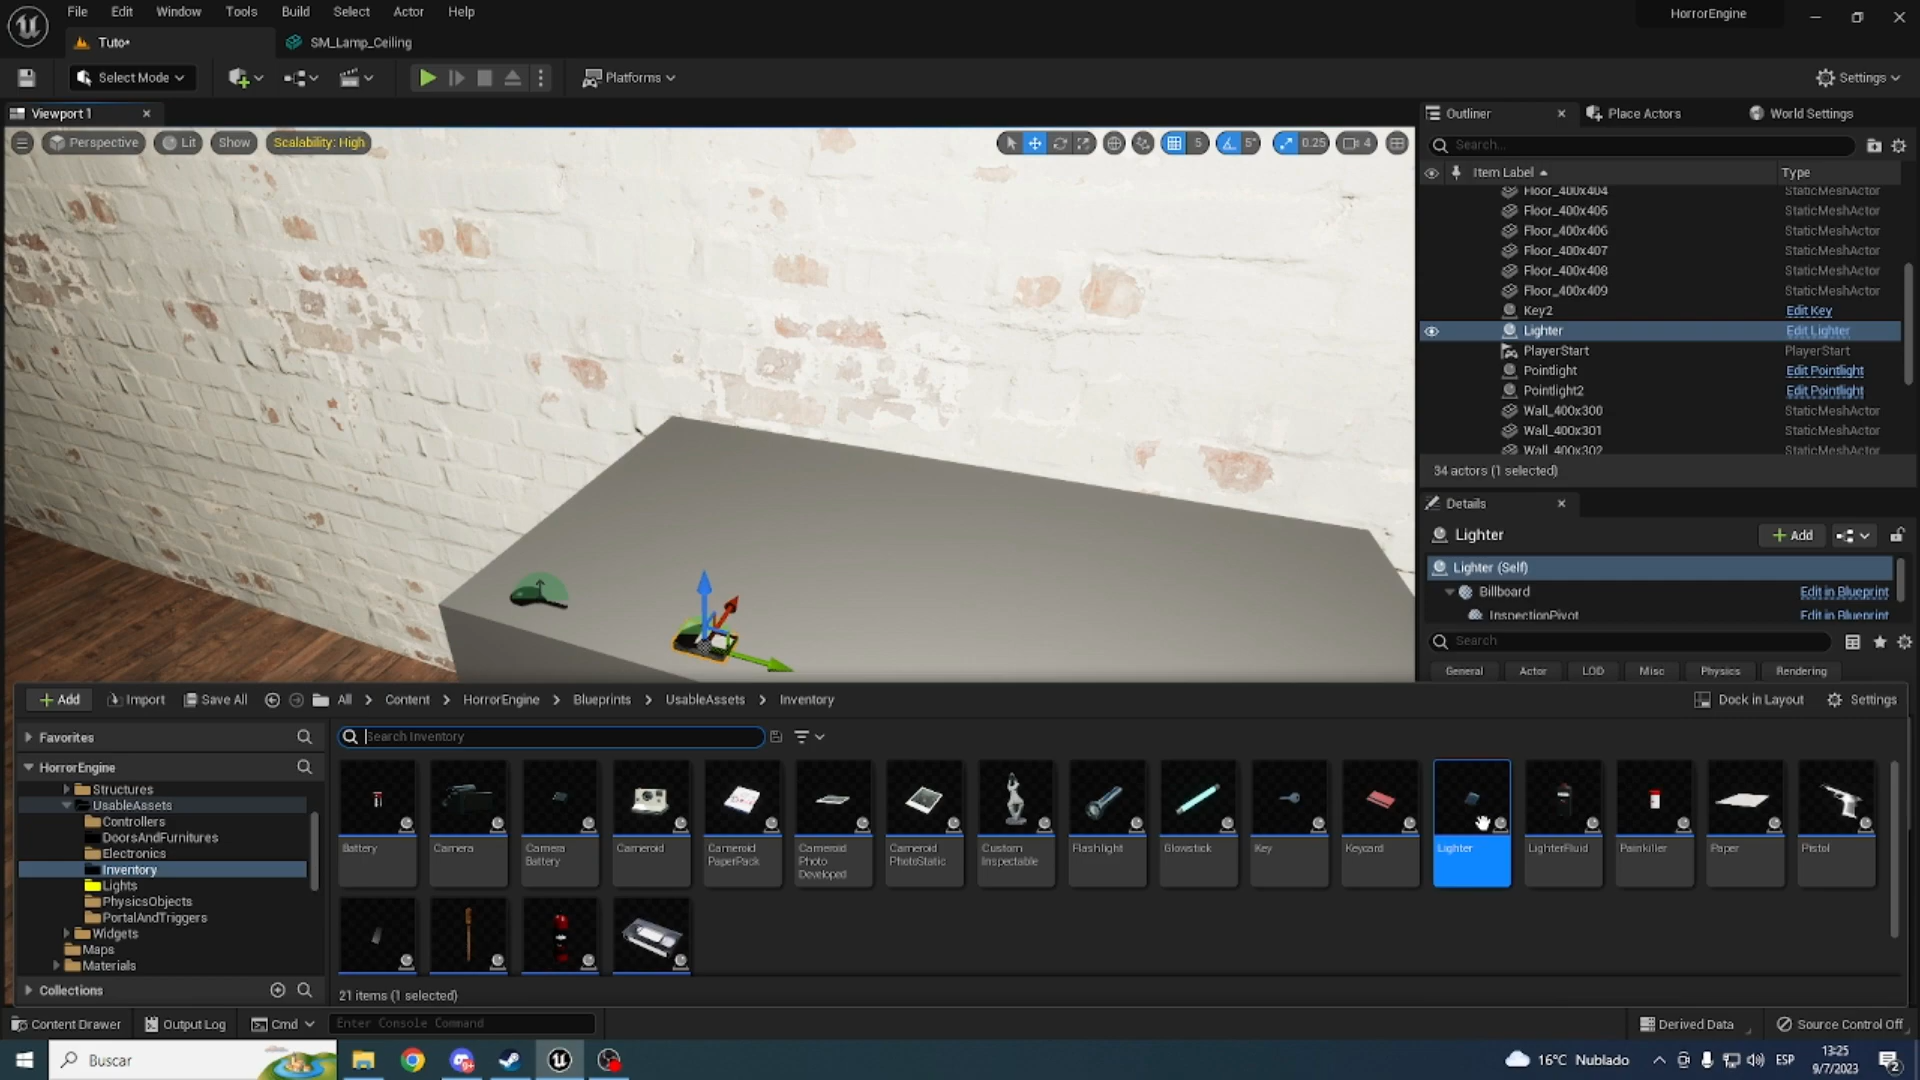 File Edit Window Tools Build Select Actor Help
HorrorEngine
Tuto*
SM_Lamp_Ceiling
Select Mode
Platforms
Settings
Viewport 1
Perspective
Lit
Show
Scalability: High
5
5°
0.25
4
Outliner
Place Actors
World Settings
Search...
Item Label
Type
Floor_400x404 StaticMeshActor
Floor_400x405 StaticMeshActor
Floor_400x406 StaticMeshActor
Floor_400x407 StaticMeshActor
Floor_400x408 StaticMeshActor
Floor_400x409 StaticMeshActor
Key2 Edit Key
Lighter Edit Lighter
PlayerStart PlayerStart
Pointlight Edit Pointlight
Pointlight2 Edit Pointlight
Wall_400x300 StaticMeshActor
Wall_400x301 StaticMeshActor
Wall_400x302 StaticMeshActor
34 actors (1 selected)
Details
Lighter
Add
Lighter (Self)
Billboard Edit in Blueprint
InspectionPivot Edit in Blueprint
Search
General Actor LOD Misc Physics Rendering
Add Import Save All All Content HorrorEngine Blueprints UsableAssets Inventory
Dock in Layout
Settings
Favorites
HorrorEngine
Structures
UsableAssets
Controllers
DoorsAndFurnitures
Electronics
Inventory
Lights
PhysicsObjects
PortalAndTriggers
Widgets
Maps
Materials
Collections
Search Inventory
Battery
Camera
Camera
Battery
Cameroid
Cameroid
PaperPack
Cameroid
Photo
Developed
Cameroid
PhotoStatic
Custom
Inspectable
Flashlight
Glowstick
Key
Keycard
Lighter
LighterFluid
Painkiller
Paper
Pistol
21 items (1 selected)
Content Drawer
Output Log
Cmd
Enter Console Command
Derived Data
Source Control Off
Buscar
16°C Nublado
ESP
13:25
9/7/2023
2